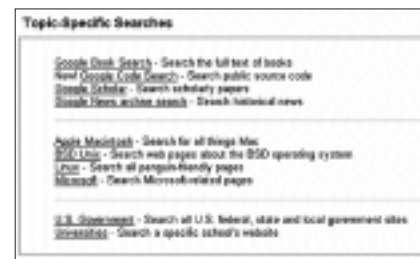 Topic-Specific Searches
Google Book Search - Search the full text of books
New! Google Code Search - Search public source code
Google Scholar - Search scholarly papers
Google News archive search - Search historical news
Apple Macintosh - Search for all things Mac
BSD Unix - Search web pages about the BSD operating system
Linux - Search all penguin-friendly pages
Microsoft - Search Microsoft-related pages
U.S. Government - Search all U.S. federal, state and local government sites
Universities - Search a specific school's website